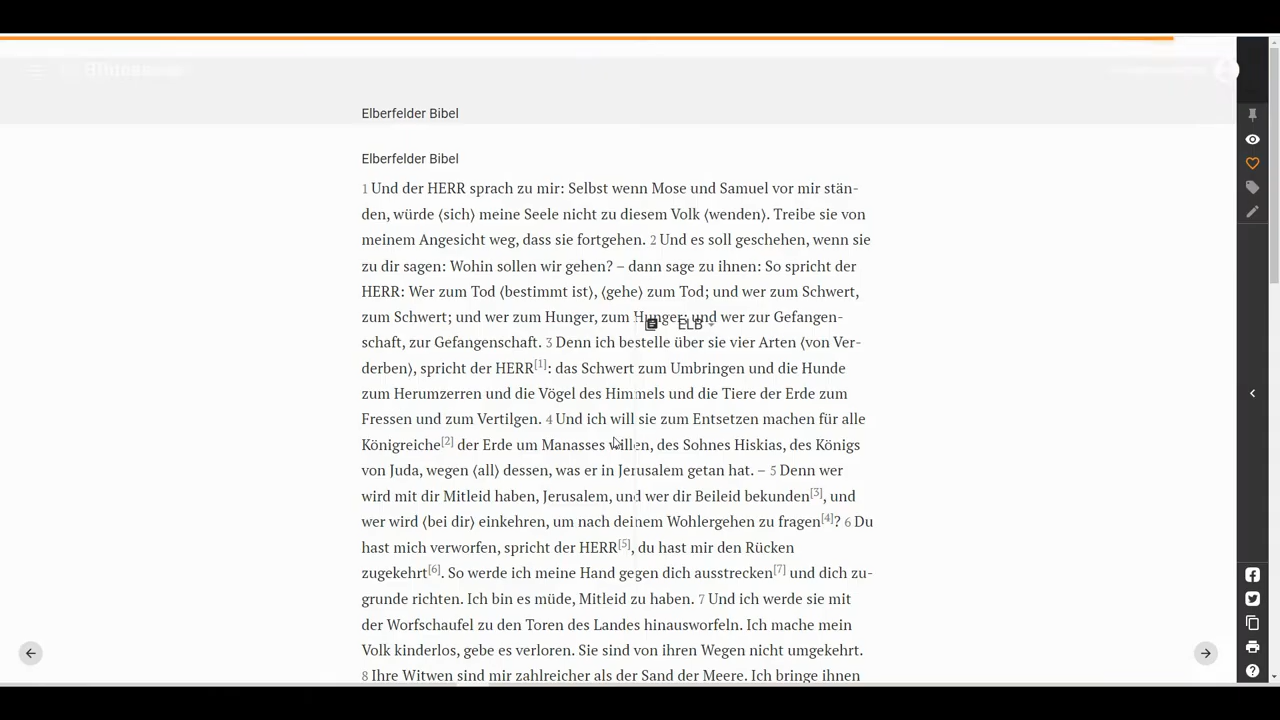 Elberfelder Bibel
Elberfelder Bibel
1 Und der HERR sprach zu mir: Selbst wenn Mose und Samuel vor mir stän-
den, würde ⟨sich⟩ meine Seele nicht zu diesem Volk ⟨wenden⟩. Treibe sie von
meinem Angesicht weg, dass sie fortgehen. 2 Und es soll geschehen, wenn sie
zu dir sagen: Wohin sollen wir gehen? – dann sage zu ihnen: So spricht der
HERR: Wer zum Tod ⟨bestimmt ist⟩, ⟨gehe⟩ zum Tod; und wer zum Schwert,
zum Schwert; und wer zum Hunger, zum Hunger; und wer zur Gefangen-
ELB
schaft, zur Gefangenschaft. 3 Denn ich bestelle über sie vier Arten ⟨von Ver-
derben⟩, spricht der HERR[1]: das Schwert zum Umbringen und die Hunde
zum Herumzerren und die Vögel des Himmels und die Tiere der Erde zum
Fressen und zum Vertilgen. 4 Und ich will sie zum Entsetzen machen für alle
Königreiche[2] der Erde um Manasses willen, des Sohnes Hiskias, des Königs
von Juda, wegen ⟨all⟩ dessen, was er in Jerusalem getan hat. – 5 Denn wer
wird mit dir Mitleid haben, Jerusalem, und wer dir Beileid bekunden[3], und
wer wird ⟨bei dir⟩ einkehren, um nach deinem Wohlergehen zu fragen[4]? 6 Du
hast mich verworfen, spricht der HERR[5], du hast mir den Rücken
zugekehrt[6]. So werde ich meine Hand gegen dich ausstrecken[7] und dich zu-
grunde richten. Ich bin es müde, Mitleid zu haben. 7 Und ich werde sie mit
der Worfschaufel zu den Toren des Landes hinausworfeln. Ich mache mein
Volk kinderlos, gebe es verloren. Sie sind von ihren Wegen nicht umgekehrt.
8 Ihre Witwen sind mir zahlreicher als der Sand der Meere. Ich bringe ihnen